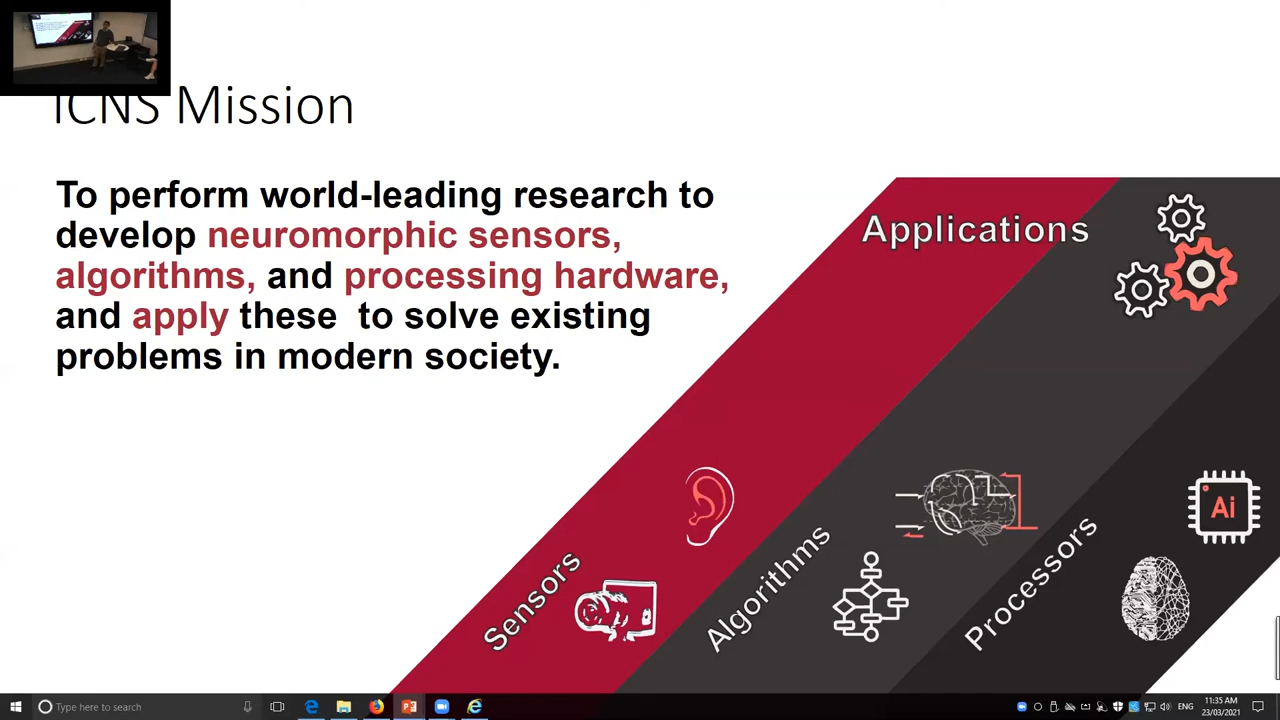 ICNS Mission
To perform world-leading research to
develop neuromorphic sensors,
algorithms, and processing hardware,
and apply these to solve existing
problems in modern society.
Applications
Sensors
Algorithms
Processors
Ai
Type here to search
ENG
11:35 AM
23/03/2021